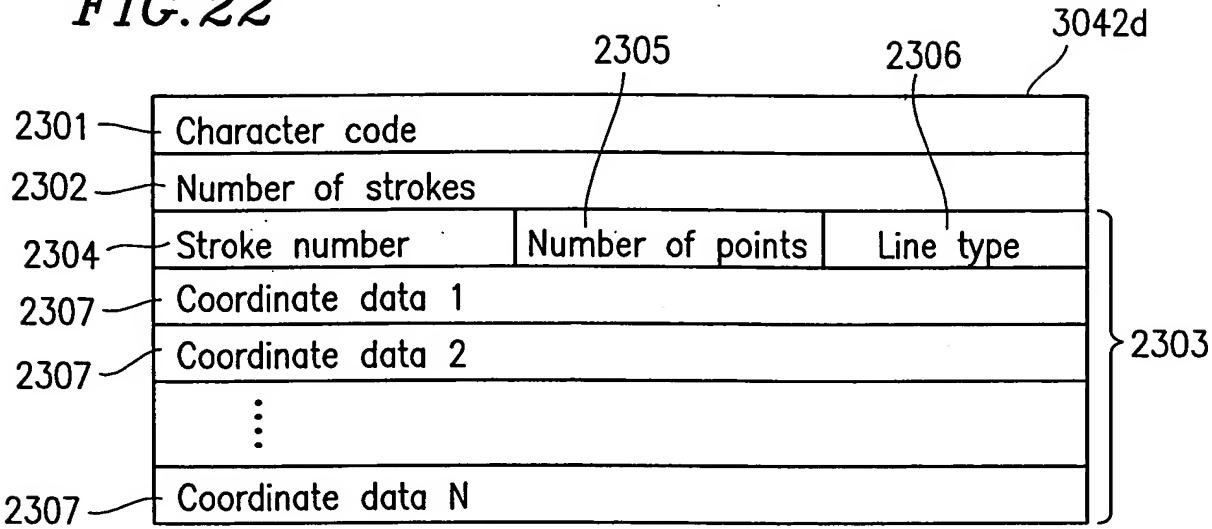 FIG. 22
3042d
2305 2306
2301 Character code
2302 Number of strokes
2304 Stroke number Number of points Line type
2307 Coordinate data 1
2303
2307 Coordinate data 2
2307 Coordinate data N